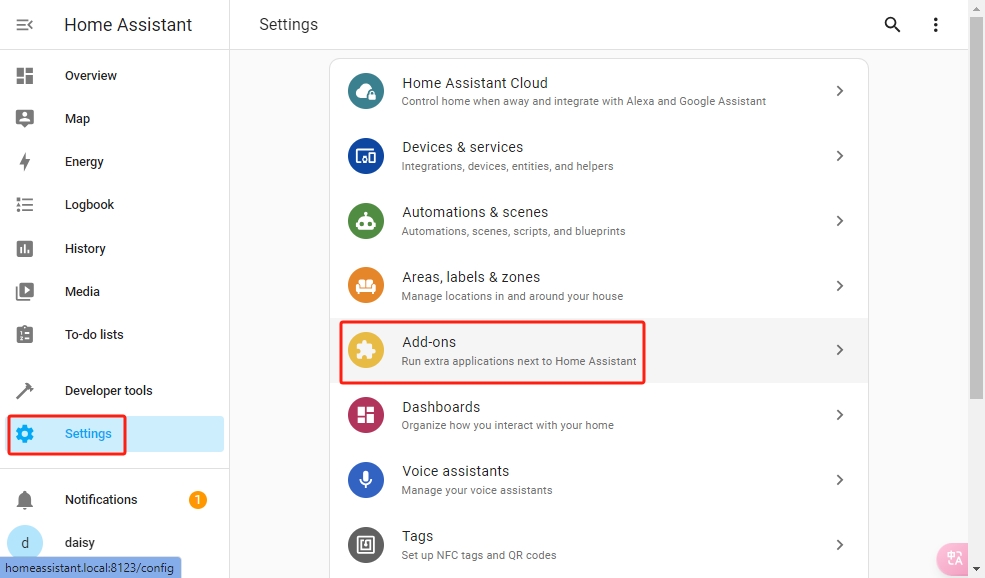 Home Assistant
Overview
Map
Energy
Logbook
History
Media
To-do lists
Developer tools
Settings
Notifications
1
d
daisy
homeassistant.local:8123/config
Settings
Home Assistant Cloud
Control home when away and integrate with Alexa and Google Assistant
Devices & services
Integrations, devices, entities, and helpers
Automations & scenes
Automations, scenes, scripts, and blueprints
Areas, labels & zones
Manage locations in and around your house
Add-ons
Run extra applications next to Home Assistant
Dashboards
Organize how you interact with your home
Voice assistants
Manage your voice assistants
Tags
Set up NFC tags and QR codes
中A